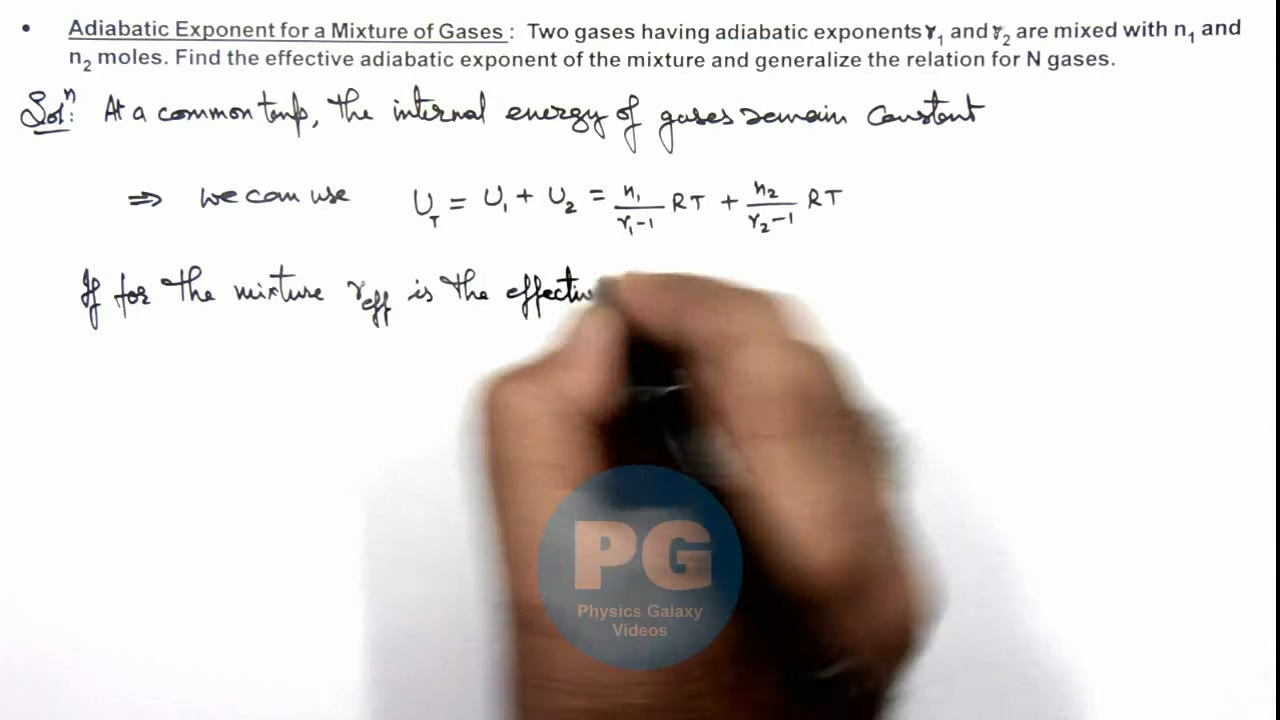 • Adiabatic Exponent for a Mixture of Gases : Two gases having adiabatic exponents γ₁ and γ₂ are mixed with n₁ and
n₂ moles. Find the effective adiabatic exponent of the mixture and generalize the relation for N gases.
Solⁿ: At a common temp, the internal energy of gases remain constant
⇒ we can use U_T = U₁ + U₂ = n₁/(γ₁-1) RT + n₂/(γ₂-1) RT
If for the mixture γ_eff is the effectiv
PG
Physics Galaxy
Videos